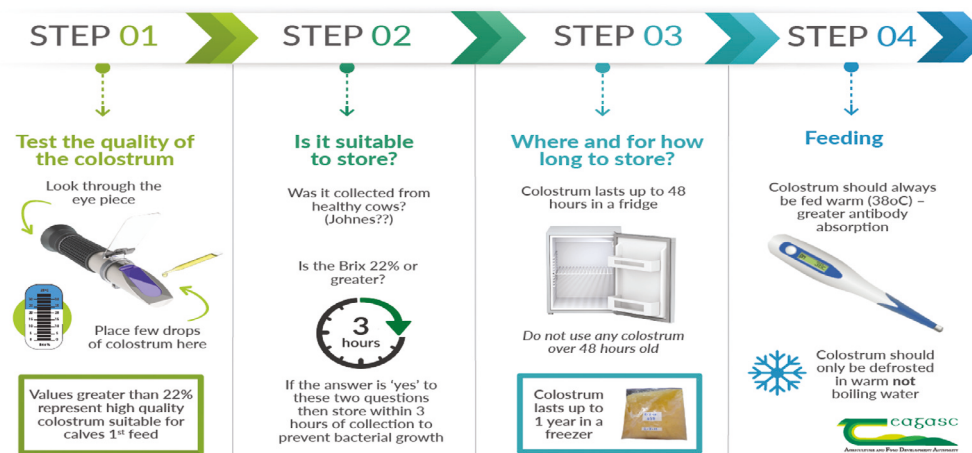 STEP 01
STEP 02
STEP 03
STEP 04
Test the quality of
the colostrum
Look through the
eye piece
Place few drops
of colostrum here
Values greater than 22%
represent high quality
colostrum suitable for
calves 1st feed
Is it suitable
to store?
Was it collected from
healthy cows?
(Johnes??)
Is the Brix 22% or
greater?
3
hours
If the answer is 'yes' to
these two questions
then store within 3
hours of collection to
prevent bacterial growth
Where and for how
long to store?
Colostrum lasts up to 48
hours in a fridge
Do not use any colostrum
over 48 hours old
Colostrum
lasts up to
1 year in a
freezer
Feeding
Colostrum should always
be fed warm (38oC) –
greater antibody
absorption
Colostrum should
only be defrosted
in warm not
boiling water
eagasc
Agriculture and Food Development Authority